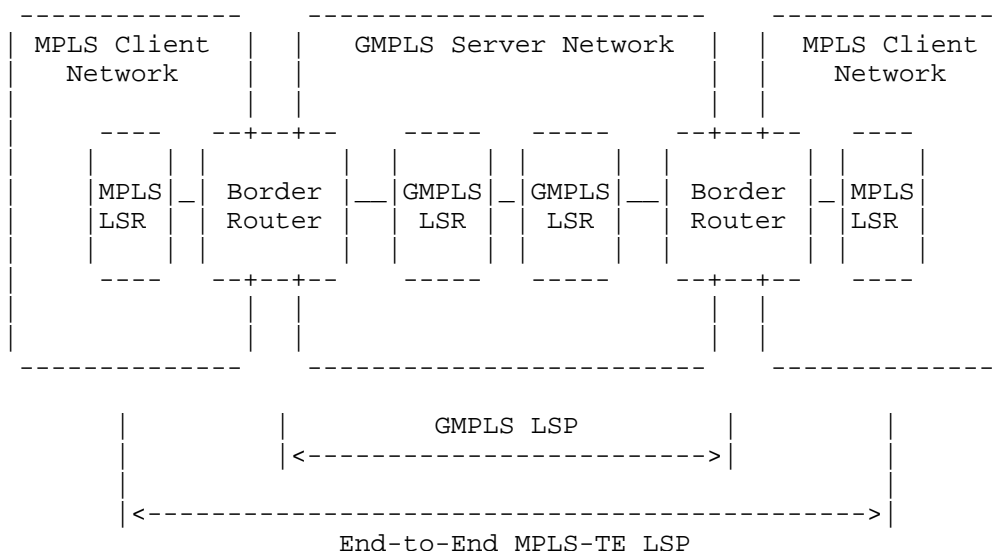 MPLS Client GMPLS Server Network MPLS Client
Network Network
MPLS Border GMPLS GMPLS Border MPLS
LSR Router LSR LSR Router LSR
GMPLS LSP
End-to-End MPLS-TE LSP